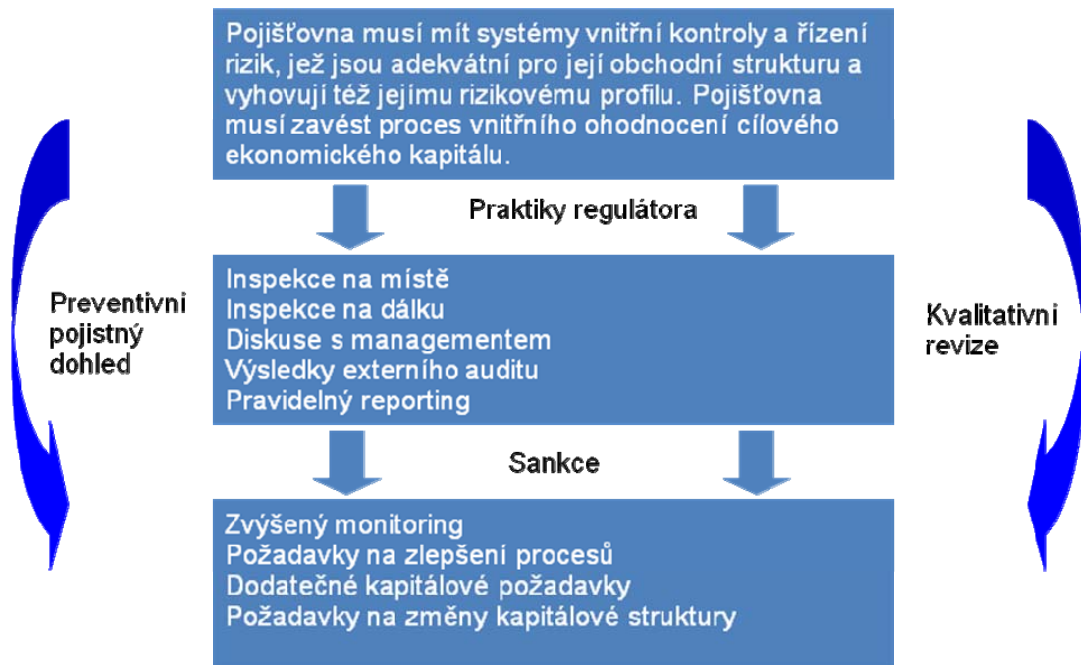 Pojišťovna musí mít systémy vnitřní kontroly a řízení
rizik, jež jsou adekvátní pro její obchodní strukturu a
vyhovují též jejímu rizikovému profilu. Pojišťovna
musí zavést proces vnitřního ohodnocení cílového
ekonomického kapitálu.
Praktiky regulátora
Preventivní
pojistný
dohled
Inspekce na místě
Inspekce na dálku
Diskuse s managementem
Výsledky externího auditu
Pravidelný reporting
Kvalitativní
revize
Sankce
Zvýšený monitoring
Požadavky na zlepšení procesů
Dodatečné kapitálové požadavky
Požadavky na změny kapitálové struktury